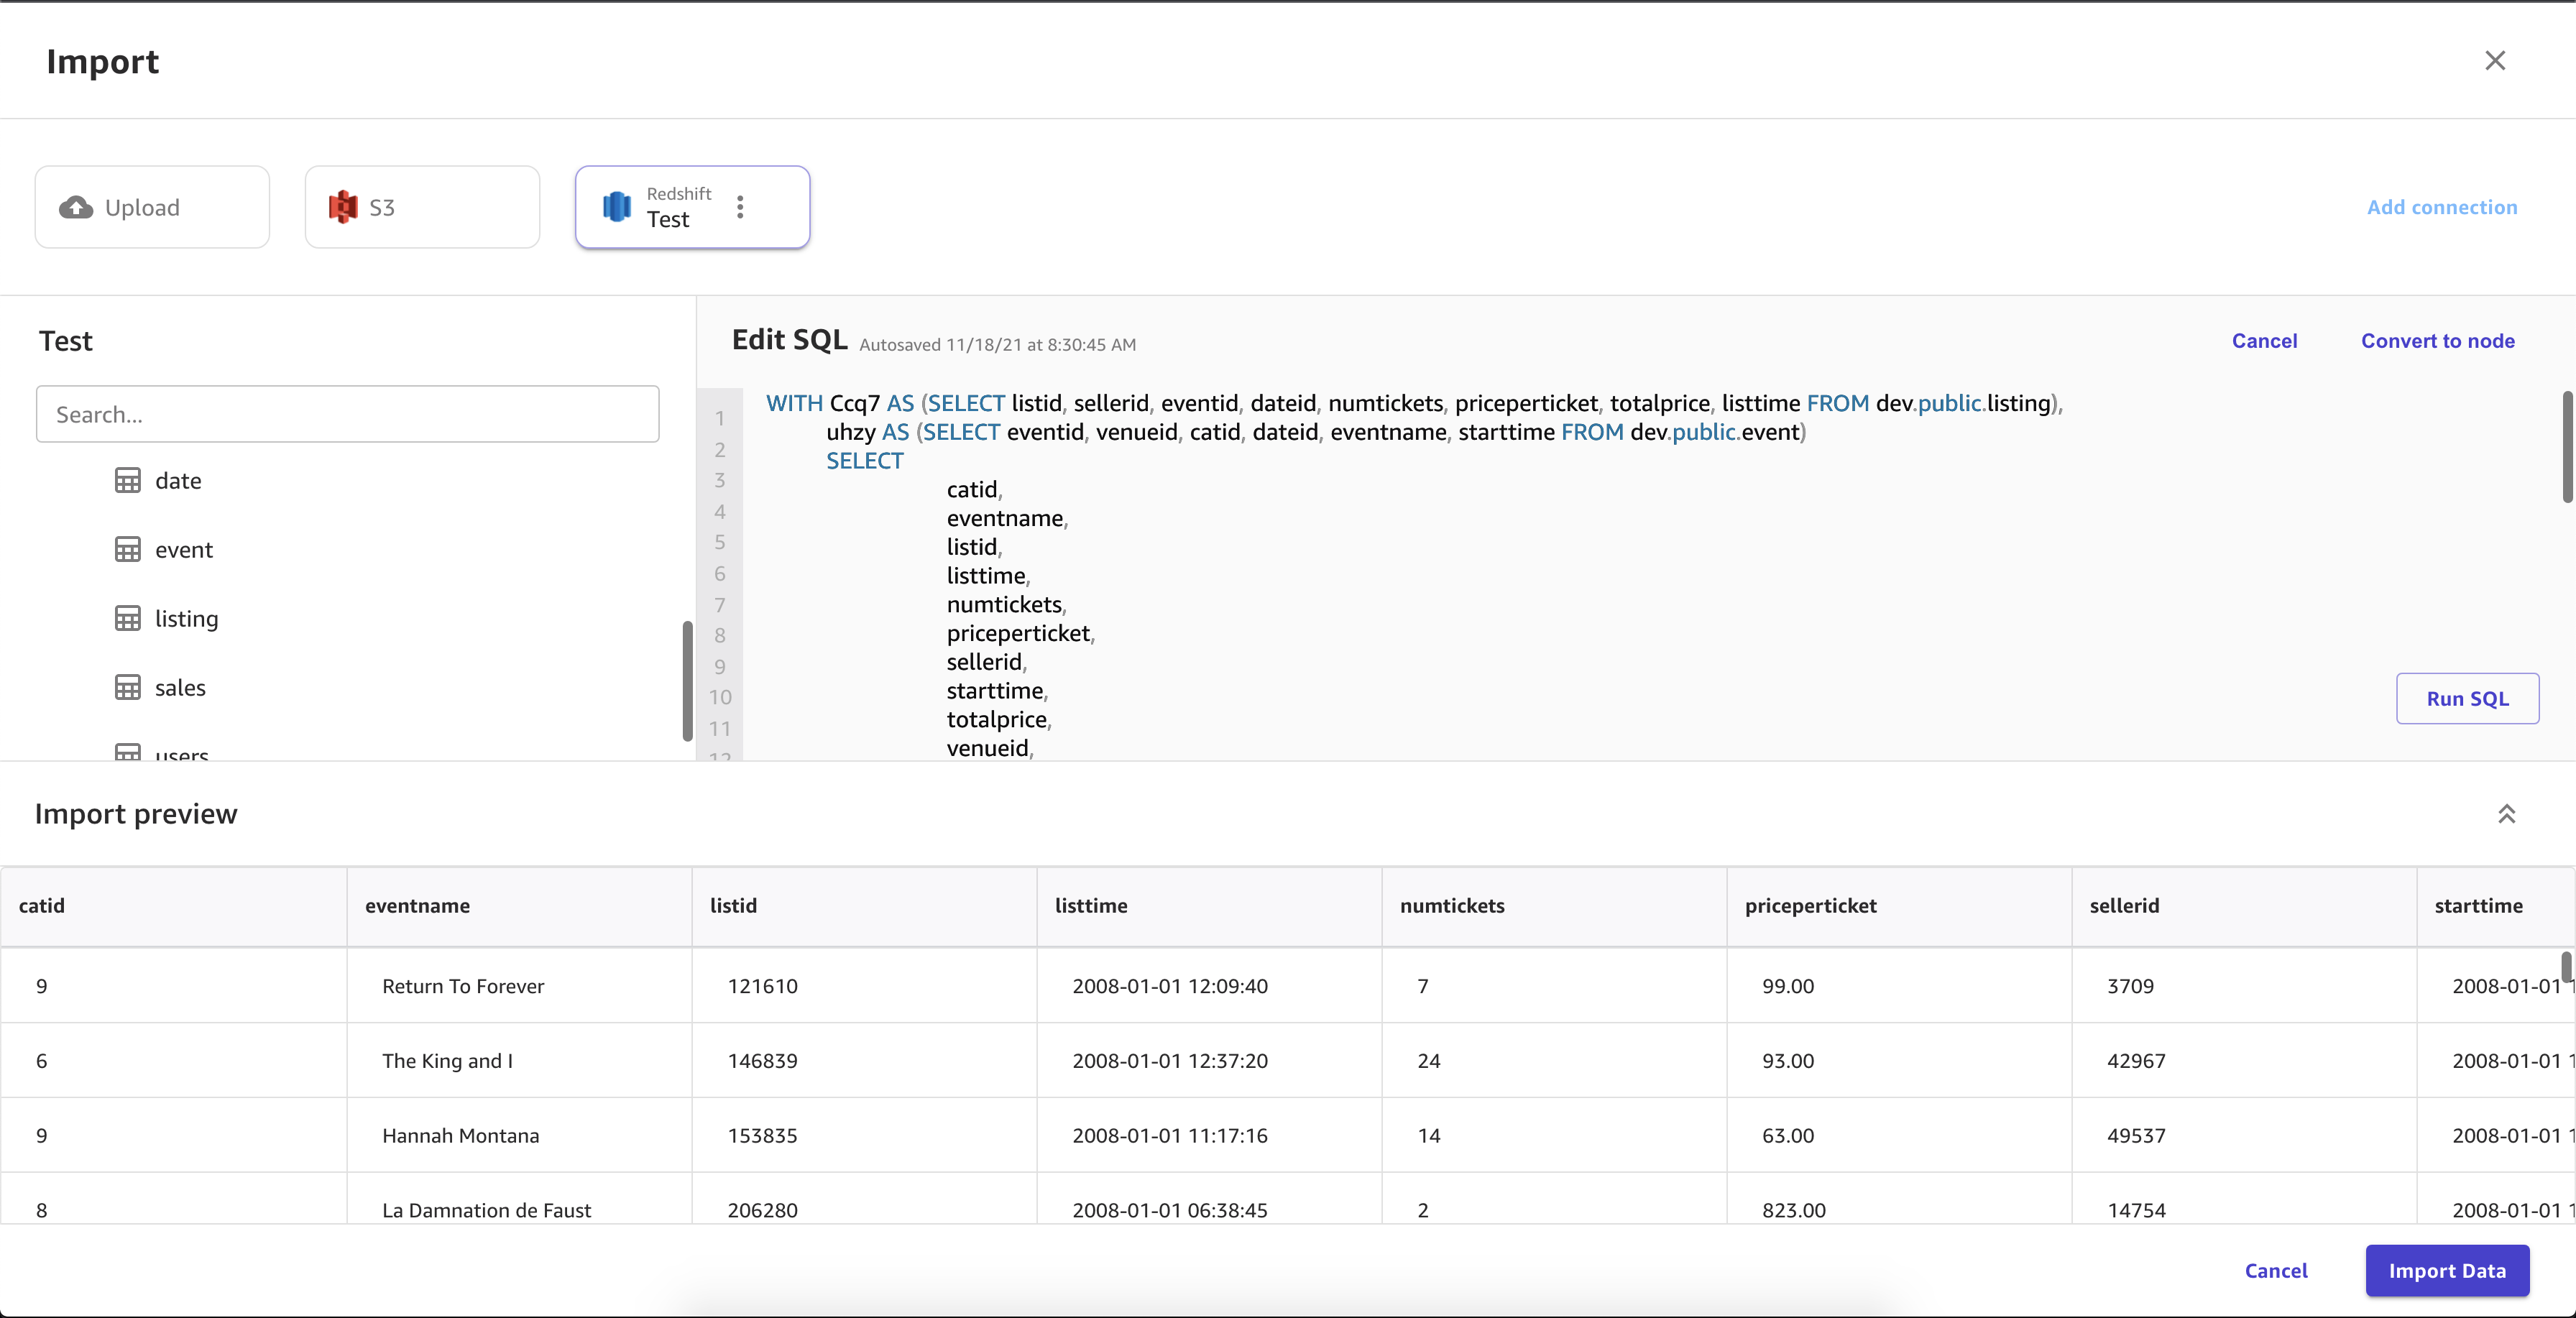 Import
Upload
S3
Redshift
Test
Add connection
Test
Search...
date
event
listing
sales
users
Edit SQL Autosaved 11/18/21 at 8:30:45 AM
Cancel Convert to node
1
2
3
4
5
6
7
8
9
10
11
12
WITH Ccq7 AS (SELECT listid, sellerid, eventid, dateid, numtickets, priceperticket, totalprice, listtime FROM dev.public.listing),
uhzy AS (SELECT eventid, venueid, catid, dateid, eventname, starttime FROM dev.public.event)
SELECT
catid,
eventname,
listid,
listtime,
numtickets,
priceperticket,
sellerid,
starttime,
totalprice,
venueid,
Run SQL
Import preview
catid eventname listid listtime numtickets priceperticket sellerid starttime
9 Return To Forever 121610 2008-01-01 12:09:40 7 99.00 3709 2008-01-01 1
6 The King and I 146839 2008-01-01 12:37:20 24 93.00 42967 2008-01-01 1
9 Hannah Montana 153835 2008-01-01 11:17:16 14 63.00 49537 2008-01-01 1
8 La Damnation de Faust 206280 2008-01-01 06:38:45 2 823.00 14754 2008-01-01 1
Cancel Import Data